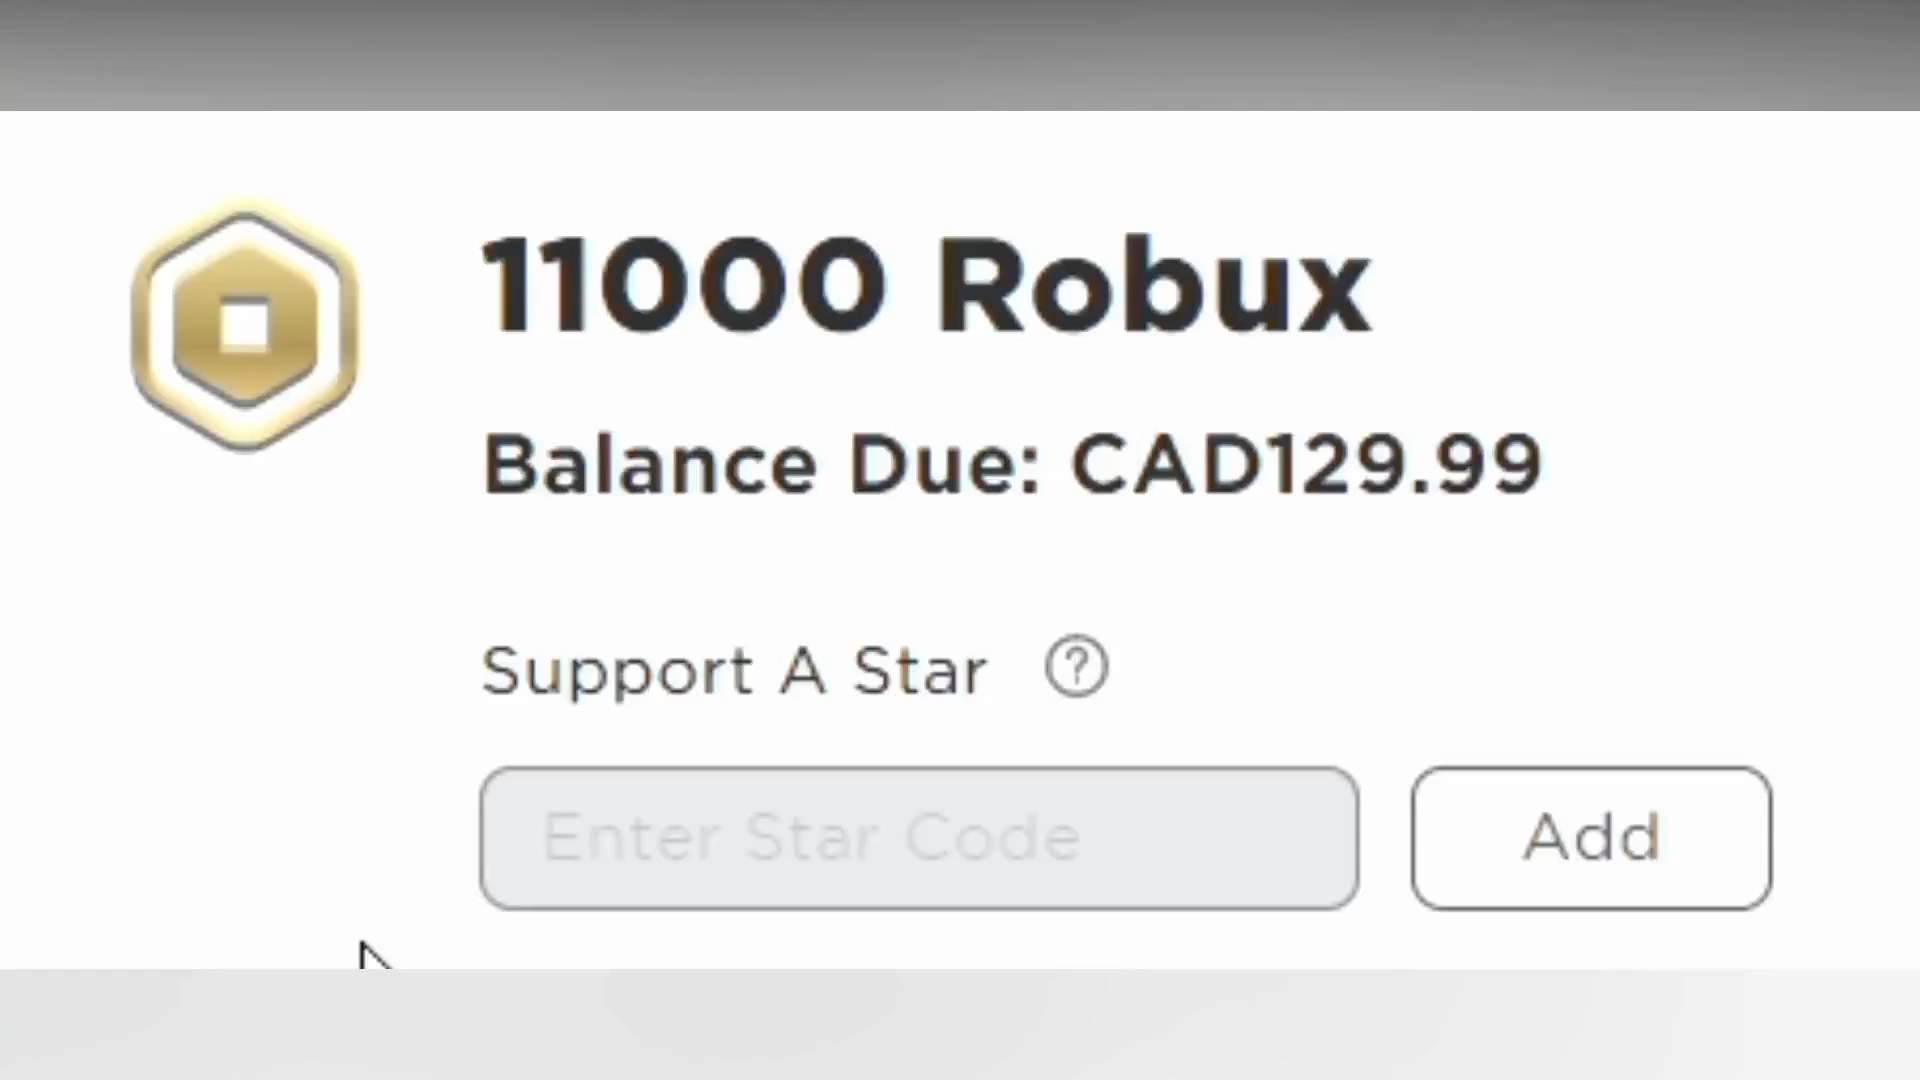 11000 Robux
Balance Due: CAD129.99
Support A Star ?
Enter Star Code
Add